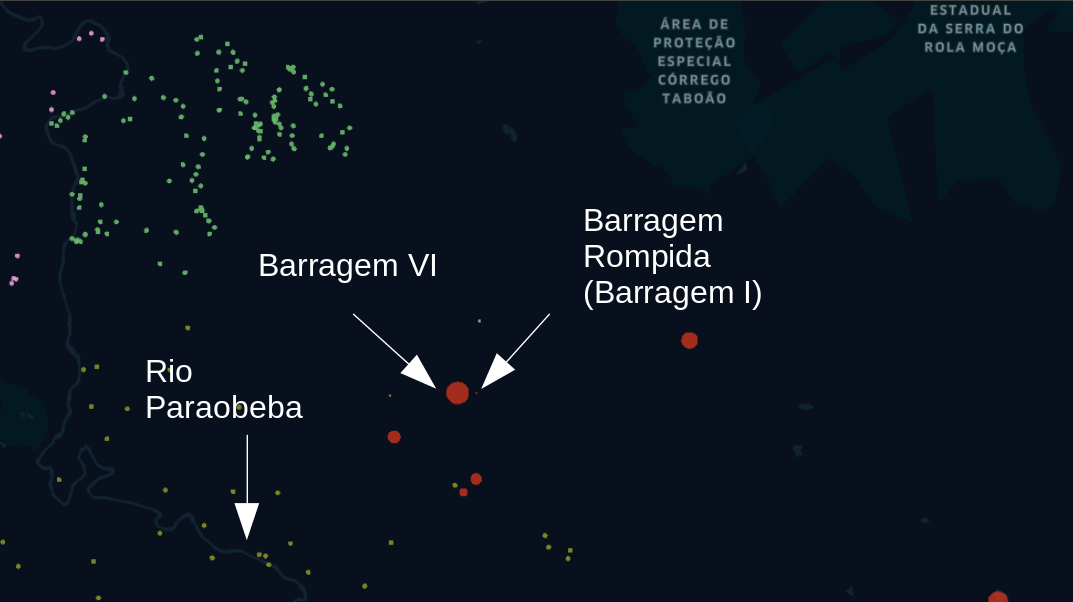 ESTADUAL
DA SERRA DO
ROLA MOÇA
ÁREA DE
PROTEÇÃO
ESPECIAL
CÓRREGO
TABOÃO
Barragem
Rompida
(Barragem I)
Barragem VI
Rio
Paraobeba